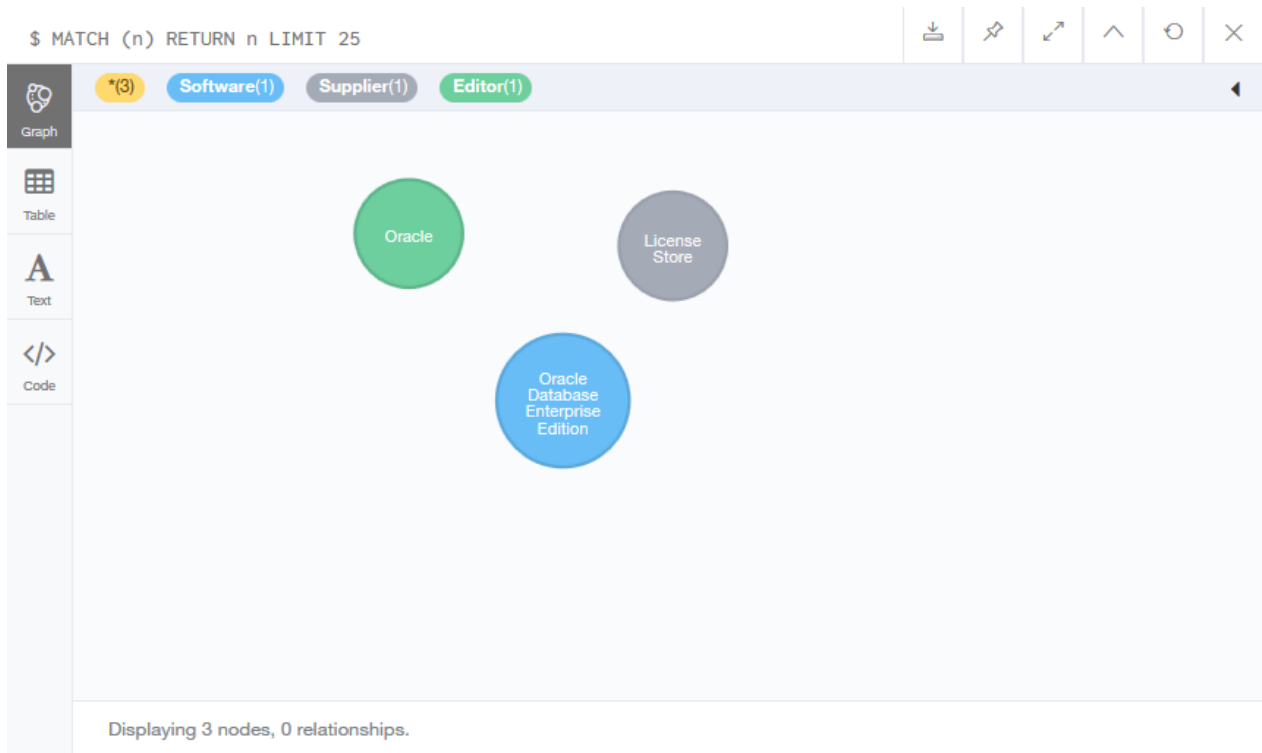 $ MATCH (n) RETURN n LIMIT 25
Graph
*(3) Software(1) Supplier(1) Editor(1)
Table
Text
Code
Oracle
License
Store
Oracle
Database
Enterprise
Edition
Displaying 3 nodes, 0 relationships.